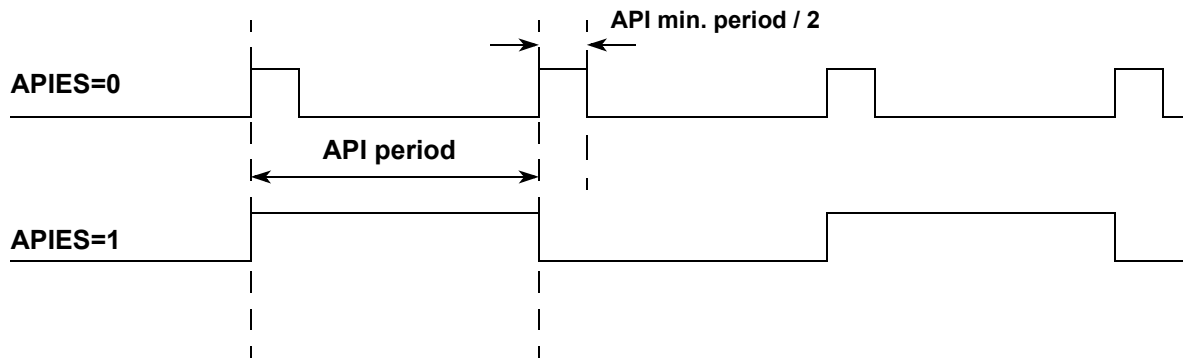 API min. period / 2
APIES=0
API period
APIES=1